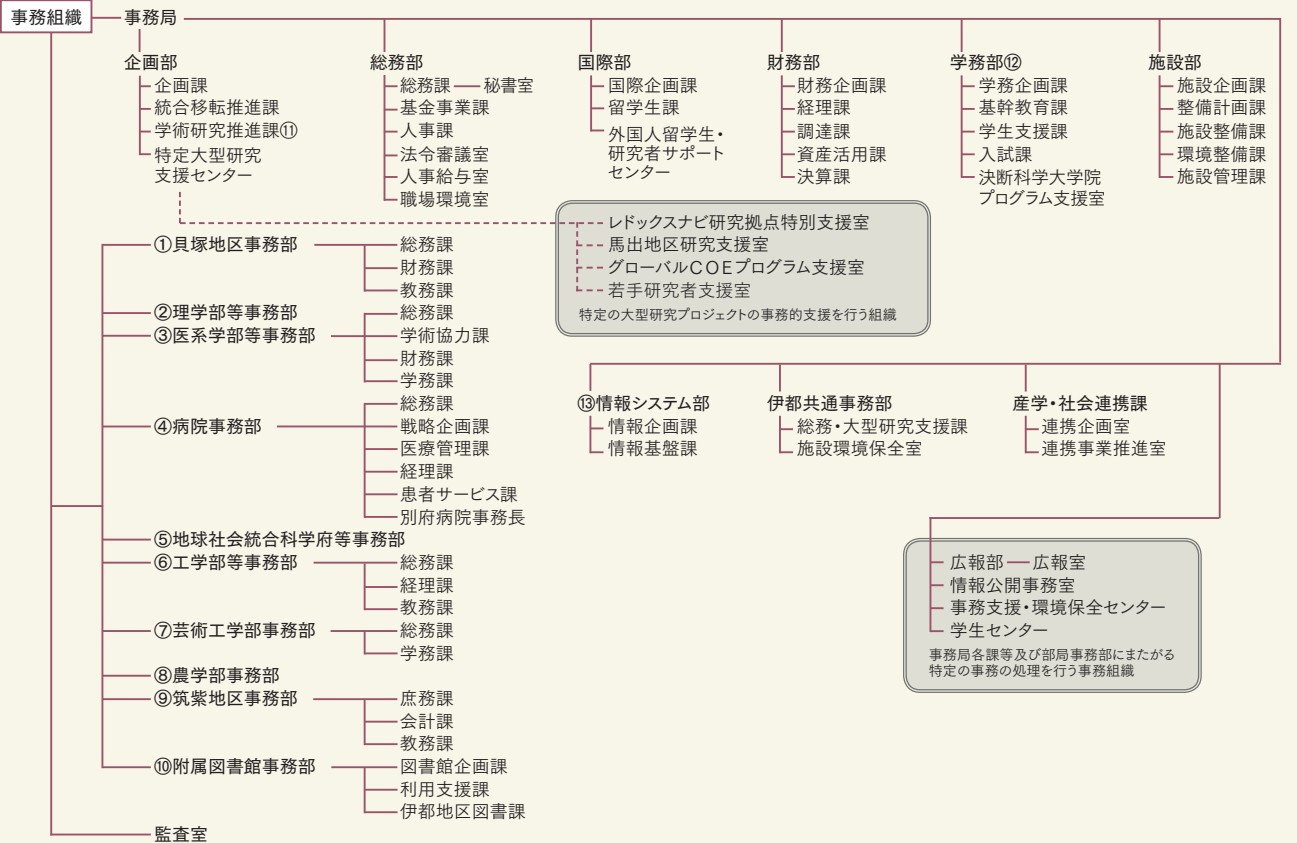 事務組織
事務局
企画部
企画課
統合移転推進課
学術研究推進課⑪
特定大型研究
支援センター
総務部
総務課
秘書室
基金事業課
人事課
法令審議室
人事給与室
職場環境室
国際部
国際企画課
留学生課
外国人留学生・
研究者サポート
センター
財務部
財務企画課
経理課
調達課
資産活用課
決算課
学務部⑫
学務企画課
基幹教育課
学生支援課
入試課
決断科学大学院
プログラム支援室
施設部
施設企画課
整備計画課
施設整備課
環境整備課
施設管理課
レドックスナビ研究拠点特別支援室
馬出地区研究支援室
グローバルCOEプログラム支援室
若手研究者支援室
特定の大型研究プロジェクトの事務的支援を行う組織
⑬情報システム部
情報企画課
情報基盤課
伊都共通事務部
総務・大型研究支援課
施設環境保全室
産学・社会連携課
連携企画室
連携事業推進室
広報部
広報室
情報公開事務室
事務支援・環境保全センター
学生センター
事務局各課等及び部局事務部にまたがる
特定の事務の処理を行う事務組織
①貝塚地区事務部
総務課
財務課
教務課
②理学部等事務部
③医系学部等事務部
総務課
学術協力課
財務課
学務課
④病院事務部
総務課
戦略企画課
医療管理課
経理課
患者サービス課
別府病院事務長
⑤地球社会統合科学府等事務部
⑥工学部等事務部
総務課
経理課
教務課
⑦芸術工学部事務部
総務課
学務課
⑧農学部事務部
⑨筑紫地区事務部
庶務課
会計課
教務課
⑩附属図書館事務部
図書館企画課
利用支援課
伊都地区図書課
監査室